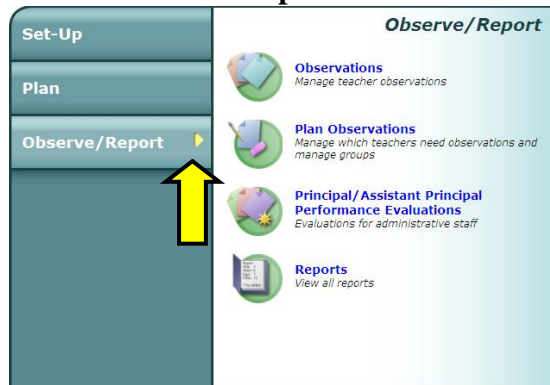 Set-Up
Plan
Observe/Report
Observe/Report
Observations
Manage teacher observations
Plan Observations
Manage which teachers need observations and
manage groups
Principal/Assistant Principal
Performance Evaluations
Evaluations for administrative staff
Reports
View all reports